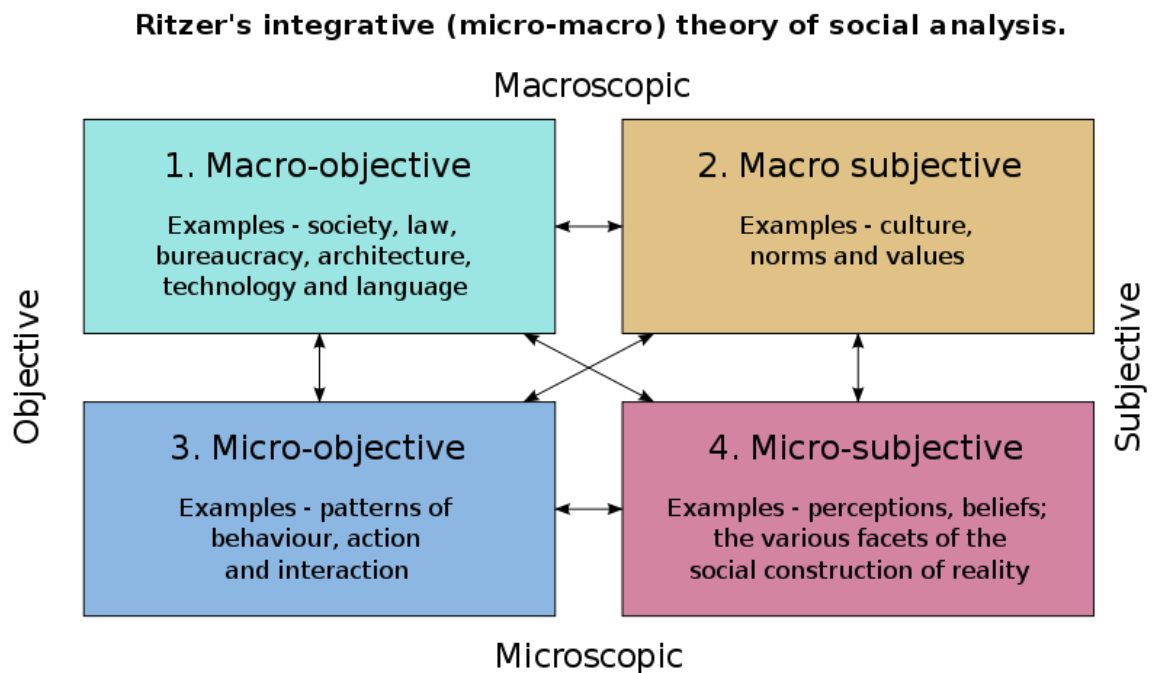 Ritzer's integrative (micro-macro) theory of social analysis.
Macroscopic
1. Macro-objective
Examples - society, law,
bureaucracy, architecture,
technology and language
2. Macro subjective
Examples - culture,
norms and values
Objective
Subjective
3. Micro-objective
Examples - patterns of
behaviour, action
and interaction
4. Micro-subjective
Examples - perceptions, beliefs;
the various facets of the
social construction of reality
Microscopic